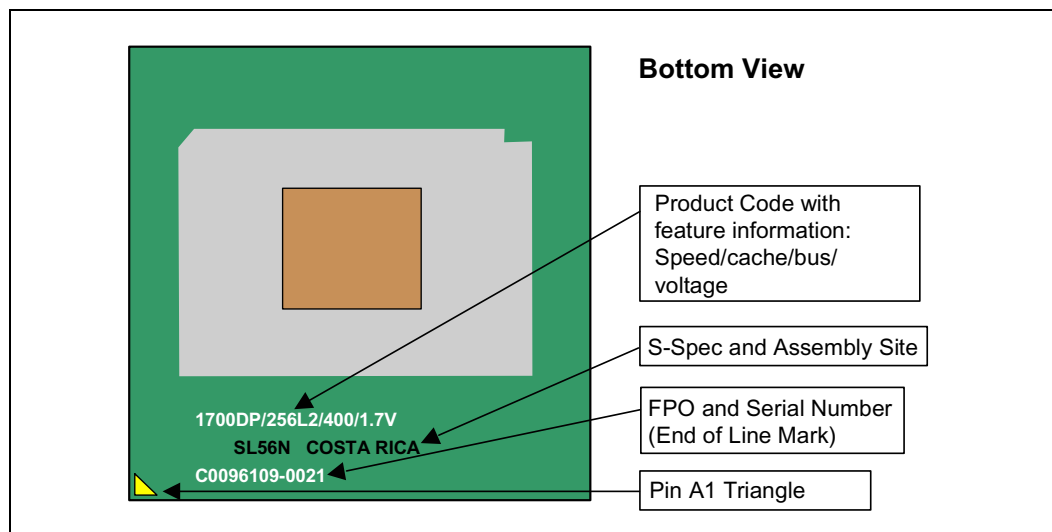 Bottom View
Product Code with
feature information:
Speed/cache/bus/
voltage
S-Spec and Assembly Site
FPO and Serial Number
(End of Line Mark)
Pin A1 Triangle
1700DP/256L2/400/1.7V
SL56N COSTA RICA
C0096109-0021